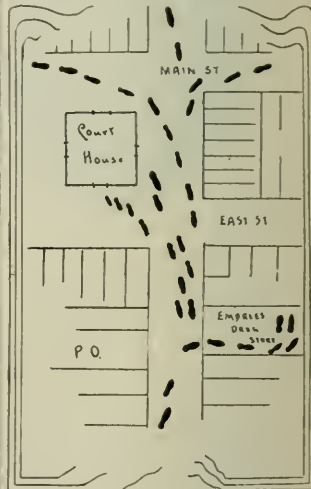 MAIN ST
Court
House
EAST ST
EMPRESS
DRUG
STORE
P O.